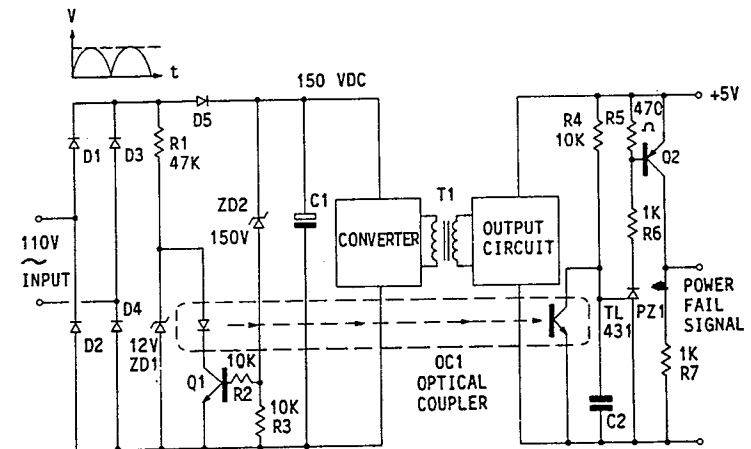 V
t
150 VDC
+5V
D5
D1
D3
R1
47K
R4
10K
R5
470
Ω
Q2
ZD2
150V
C1
T1
CONVERTER
OUTPUT
CIRCUIT
1K
R6
110V
~
INPUT
D4
D2
12V
ZD1
TL
431
PZ1
POWER
FAIL
SIGNAL
Q1
10K
R2
10K
R3
OC1
OPTICAL
COUPLER
C2
1K
R7